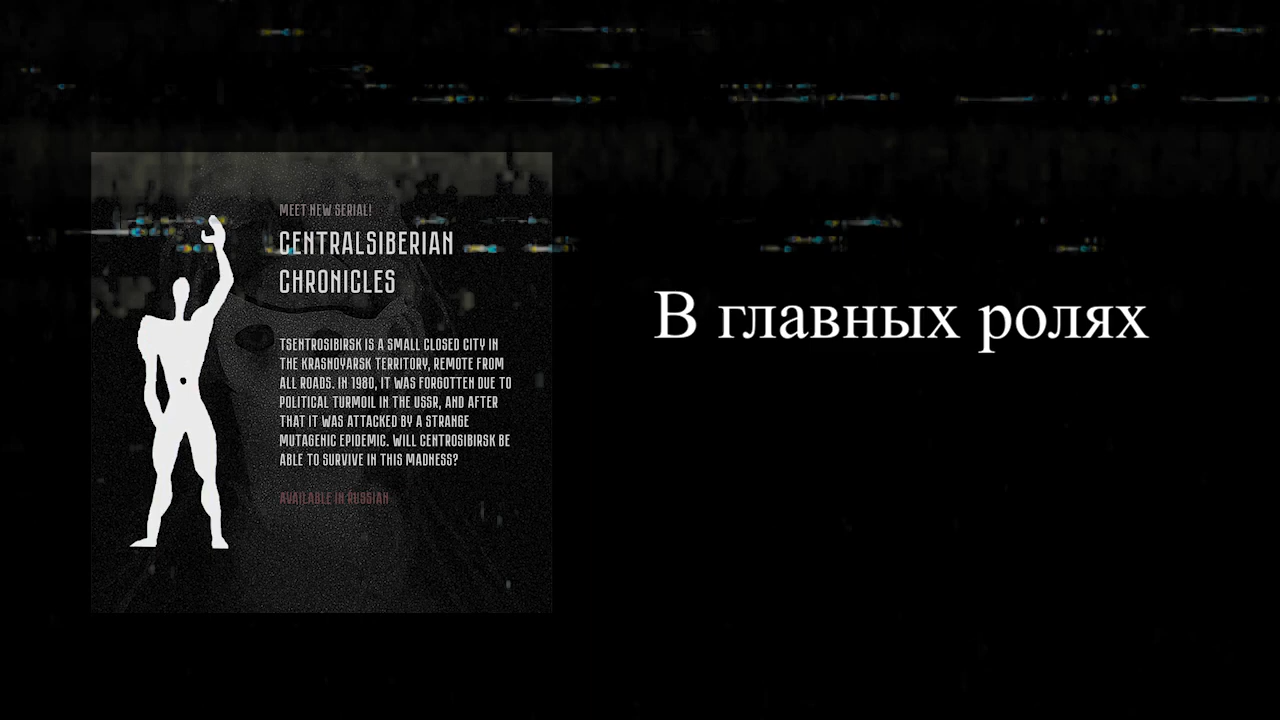 MEET NEW SERIAL!
CENTRALSIBERIAN
CHRONICLES
TSENTROSIBIRSK IS A SMALL CLOSED CITY IN
THE KRASNOYARSK TERRITORY, REMOTE FROM
ALL ROADS. IN 1980, IT WAS FORGOTTEN DUE TO
POLITICAL TURMOIL IN THE USSR, AND AFTER
THAT IT WAS ATTACKED BY A STRANGE
MUTAGENIC EPIDEMIC. WILL CENTROSIBIRSK BE
ABLE TO SURVIVE IN THIS MADNESS?
AVAILABLE IN RUSSIAN
В главных ролях